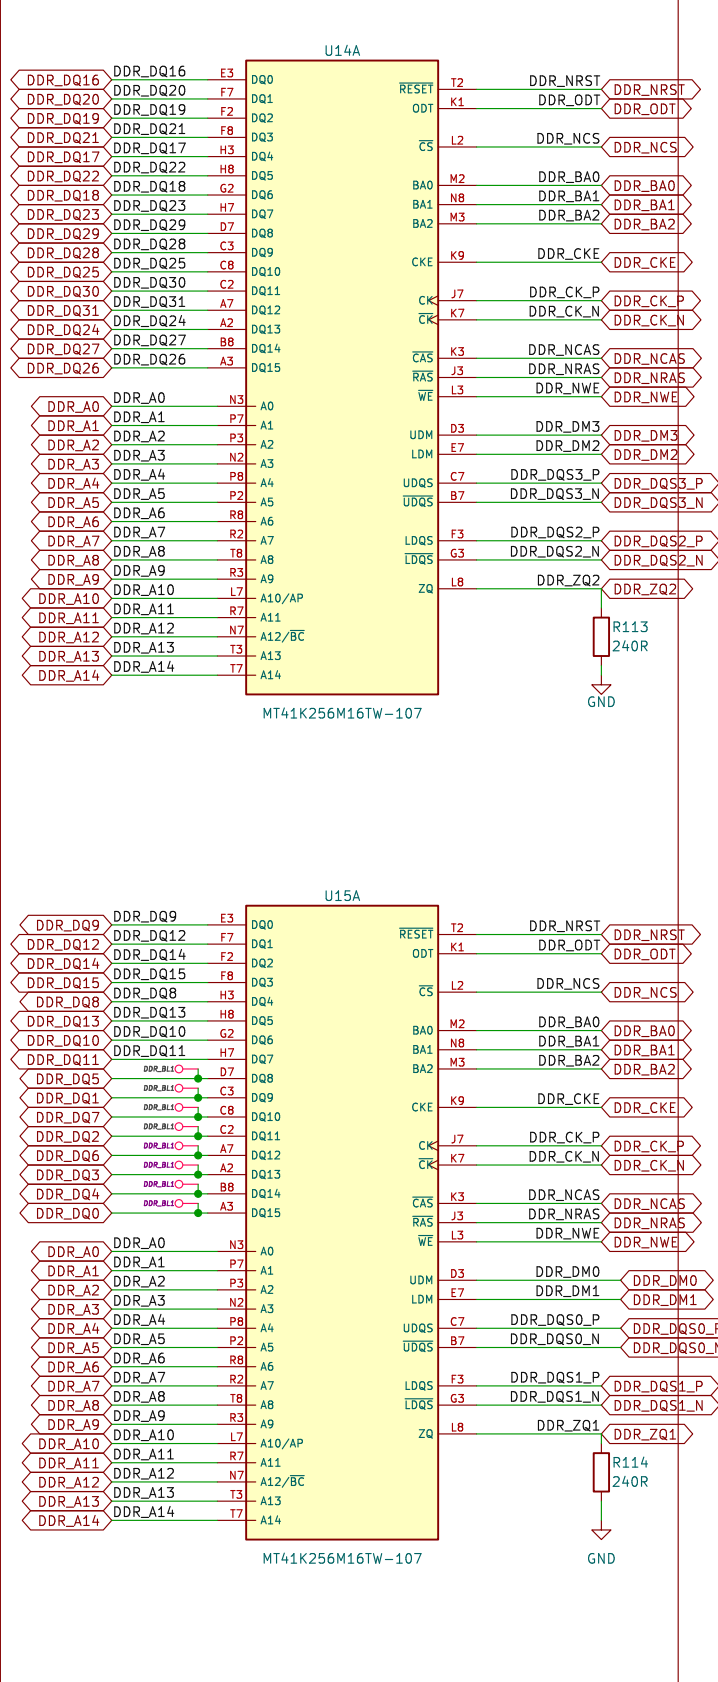 U14A
DDR_DQ16 DDR_DQ16 E3 DQ0
DDR_DQ20 DDR_DQ20 F7 DQ1
DDR_DQ19 DDR_DQ19 F2 DQ2
DDR_DQ21 DDR_DQ21 F8 DQ3
DDR_DQ17 DDR_DQ17 H3 DQ4
DDR_DQ22 DDR_DQ22 H8 DQ5
DDR_DQ18 DDR_DQ18 G2 DQ6
DDR_DQ23 DDR_DQ23 H7 DQ7
DDR_DQ29 DDR_DQ29 D7 DQ8
DDR_DQ28 DDR_DQ28 C3 DQ9
DDR_DQ25 DDR_DQ25 C8 DQ10
DDR_DQ30 DDR_DQ30 C2 DQ11
DDR_DQ31 DDR_DQ31 A7 DQ12
DDR_DQ24 DDR_DQ24 A2 DQ13
DDR_DQ27 DDR_DQ27 B8 DQ14
DDR_DQ26 DDR_DQ26 A3 DQ15
DDR_A0 DDR_A0 N3 A0
DDR_A1 DDR_A1 P7 A1
DDR_A2 DDR_A2 P3 A2
DDR_A3 DDR_A3 N2 A3
DDR_A4 DDR_A4 P8 A4
DDR_A5 DDR_A5 P2 A5
DDR_A6 DDR_A6 R8 A6
DDR_A7 DDR_A7 R2 A7
DDR_A8 DDR_A8 T8 A8
DDR_A9 DDR_A9 R3 A9
DDR_A10 DDR_A10 L7 A10/AP
DDR_A11 DDR_A11 R7 A11
DDR_A12 DDR_A12 N7 A12/BC
DDR_A13 DDR_A13 T3 A13
DDR_A14 DDR_A14 T7 A14
RESET T2 DDR_NRST DDR_NRST
ODT K1 DDR_ODT DDR_ODT
CS L2 DDR_NCS DDR_NCS
BA0 M2 DDR_BA0 DDR_BA0
BA1 N8 DDR_BA1 DDR_BA1
BA2 M3 DDR_BA2 DDR_BA2
CKE K9 DDR_CKE DDR_CKE
CK J7 DDR_CK_P DDR_CK_P
CK K7 DDR_CK_N DDR_CK_N
CAS K3 DDR_NCAS DDR_NCAS
RAS J3 DDR_NRAS DDR_NRAS
WE L3 DDR_NWE DDR_NWE
UDM D3 DDR_DM3 DDR_DM3
LDM E7 DDR_DM2 DDR_DM2
UDQS C7 DDR_DQS3_P DDR_DQS3_P
UDQS B7 DDR_DQS3_N DDR_DQS3_N
LDQS F3 DDR_DQS2_P DDR_DQS2_P
LDQS G3 DDR_DQS2_N DDR_DQS2_N
ZQ L8 DDR_ZQ2 DDR_ZQ2
R113
240R
GND
MT41K256M16TW-107
U15A
DDR_DQ9 DDR_DQ9 E3 DQ0
DDR_DQ12 DDR_DQ12 F7 DQ1
DDR_DQ14 DDR_DQ14 F2 DQ2
DDR_DQ15 DDR_DQ15 F8 DQ3
DDR_DQ8 DDR_DQ8 H3 DQ4
DDR_DQ13 DDR_DQ13 H8 DQ5
DDR_DQ10 DDR_DQ10 G2 DQ6
DDR_DQ11 DDR_DQ11 H7 DQ7
DDR_DQ5 DDR_BL1 D7 DQ8
DDR_DQ1 DDR_BL1 C3 DQ9
DDR_DQ7 DDR_BL1 C8 DQ10
DDR_DQ2 DDR_BL1 C2 DQ11
DDR_DQ6 DDR_BL1 A7 DQ12
DDR_DQ3 DDR_BL1 A2 DQ13
DDR_DQ4 DDR_BL1 B8 DQ14
DDR_DQ0 DDR_BL1 A3 DQ15
DDR_A0 DDR_A0 N3 A0
DDR_A1 DDR_A1 P7 A1
DDR_A2 DDR_A2 P3 A2
DDR_A3 DDR_A3 N2 A3
DDR_A4 DDR_A4 P8 A4
DDR_A5 DDR_A5 P2 A5
DDR_A6 DDR_A6 R8 A6
DDR_A7 DDR_A7 R2 A7
DDR_A8 DDR_A8 T8 A8
DDR_A9 DDR_A9 R3 A9
DDR_A10 DDR_A10 L7 A10/AP
DDR_A11 DDR_A11 R7 A11
DDR_A12 DDR_A12 N7 A12/BC
DDR_A13 DDR_A13 T3 A13
DDR_A14 DDR_A14 T7 A14
RESET T2 DDR_NRST DDR_NRST
ODT K1 DDR_ODT DDR_ODT
CS L2 DDR_NCS DDR_NCS
BA0 M2 DDR_BA0 DDR_BA0
BA1 N8 DDR_BA1 DDR_BA1
BA2 M3 DDR_BA2 DDR_BA2
CKE K9 DDR_CKE DDR_CKE
CK J7 DDR_CK_P DDR_CK_P
CK K7 DDR_CK_N DDR_CK_N
CAS K3 DDR_NCAS DDR_NCAS
RAS J3 DDR_NRAS DDR_NRAS
WE L3 DDR_NWE DDR_NWE
UDM D3 DDR_DM0 DDR_DM0
LDM E7 DDR_DM1 DDR_DM1
UDQS C7 DDR_DQS0_P DDR_DQS0_P
UDQS B7 DDR_DQS0_N DDR_DQS0_N
LDQS F3 DDR_DQS1_P DDR_DQS1_P
LDQS G3 DDR_DQS1_N DDR_DQS1_N
ZQ L8 DDR_ZQ1 DDR_ZQ1
R114
240R
GND
MT41K256M16TW-107